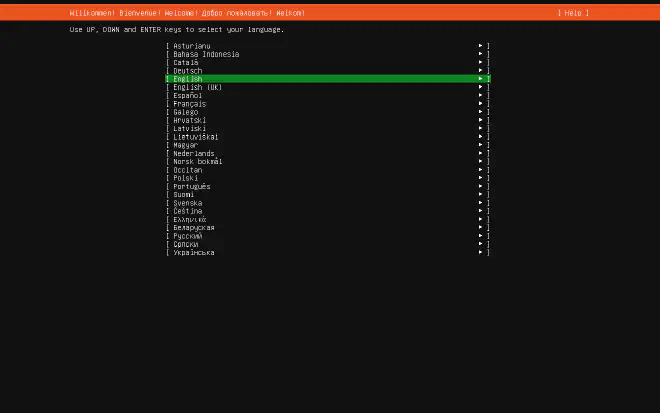 Willkommen! Bienvenue! Welcome! Добро пожаловать! Welkom! [ Help ]
Use UP, DOWN and ENTER keys to select your language.
[ Asturianu ► ]
[ Bahasa Indonesia ► ]
[ Català ► ]
[ Deutsch ► ]
[ English ► ]
[ English (UK) ► ]
[ Español ► ]
[ Français ► ]
[ Galego ► ]
[ Hrvatski ► ]
[ Latviski ► ]
[ Lietuviškai ► ]
[ Magyar ► ]
[ Nederlands ► ]
[ Norsk bokmål ► ]
[ Occitan ► ]
[ Polski ► ]
[ Português ► ]
[ Suomi ► ]
[ Svenska ► ]
[ Čeština ► ]
[ Ελληνικά ► ]
[ Беларуская ► ]
[ Русский ► ]
[ Српски ► ]
[ Українська ► ]